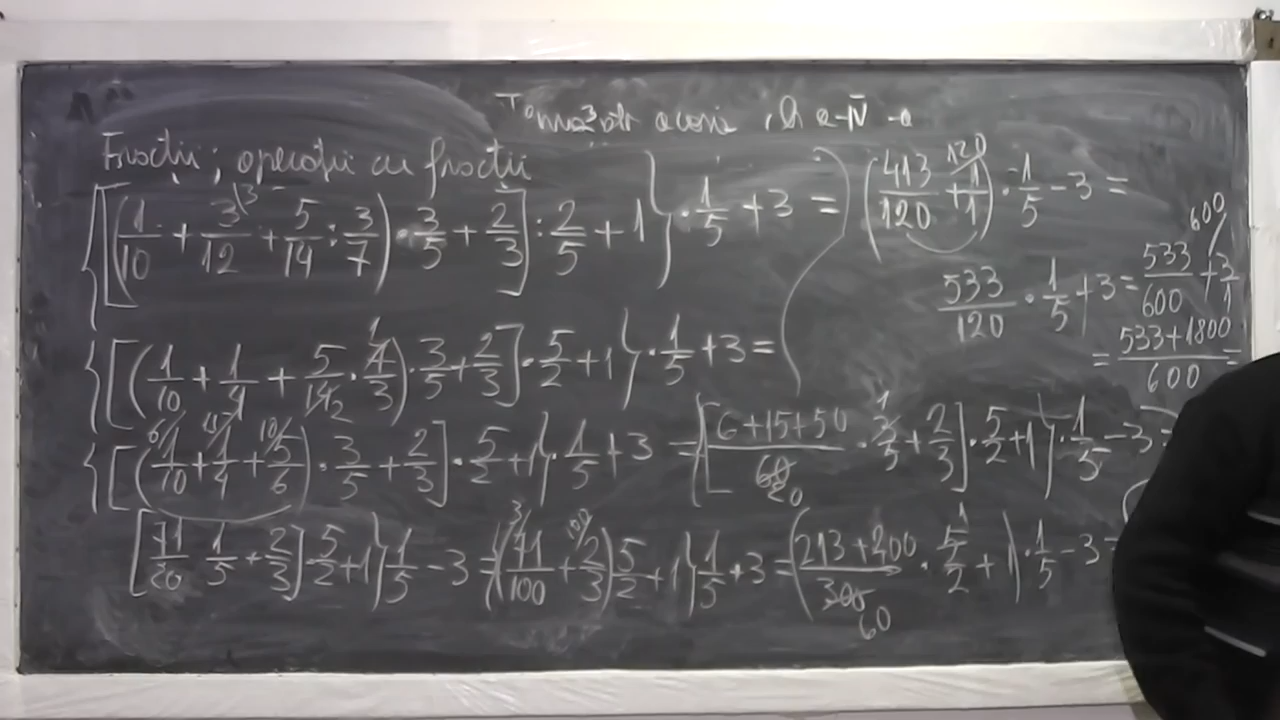 a-IV-a
Fracții ; operații cu fracții
{[(1/10 + 3/12 + 5/14 : 3/7) · 3/5 + 2/3] : 2/5 + 1} · 1/5 + 3 =
{[(1/10 + 1/4 + 5/14 · 7/3) · 3/5 + 2/3] · 5/2 + 1} · 1/5 + 3 =
{[(1/10 + 1/4 + 5/6) · 3/5 + 2/3] · 5/2 + 1} · 1/5 + 3 = {[6+15+50/60 · 3/5 + 2/3] · 5/2 + 1} · 1/5 - 3 =
[71/20 1/5 + 2/3] · 5/2 + 1} 1/5 - 3 = {(71/100 + 2/3) 5/2 + 1} 1/5 + 3 = (213+200/300 · 5/2 + 1) · 1/5 - 3 =
60
(413/120 + 1/1) · 1/5 - 3 =
533/120 · 1/5 + 3 = 533/600 + 3/1
= 533+1800/600 =